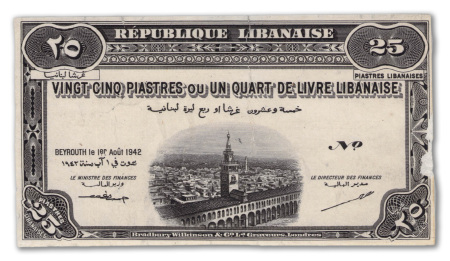 RÉPUBLIQUE LIBANAISE
٢٥
25
غرشا لبنانيا
PIASTRES LIBANAISES
VINGT CINQ PIASTRES OU UN QUART DE LIVRE LIBANAISE
خمسة وعشرون غرشا او ربع ليرة لبنانية
BEYROUTH le 1er Août 1942
بيروت في ١ آب سنة ١٩٤٢
No
LE MINISTRE DES FINANCES
وزير المالية
LE DIRECTEUR DES FINANCES
مدير المالية
25
٢٥
Bradbury Wilkinson & Co. Ld. Graveurs, Londres